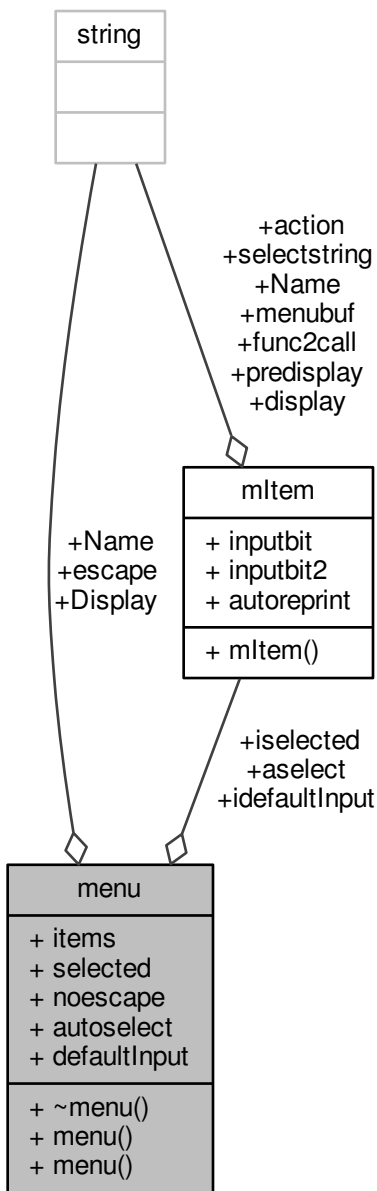 string
+action
+selectstring
+Name
+menubuf
+func2call
+predisplay
+display
mItem
+ inputbit
+ inputbit2
+ autoreprint
+ mItem()
+Name
+escape
+Display
+iselected
+aselect
+idefaultInput
menu
+ items
+ selected
+ noescape
+ autoselect
+ defaultInput
+ ~menu()
+ menu()
+ menu()